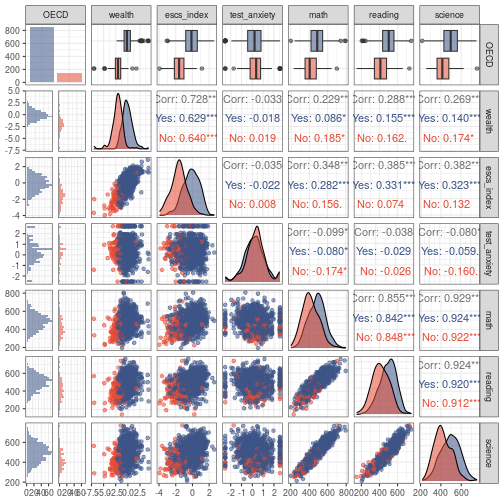 OECD wealth escs_index test_anxiety math reading science
800
600
400
200
0
OECD
5.0
2.5
0.0
-2.5
-5.0
-7.5
Corr: 0.728** Corr: -0.033 Corr: 0.229** Corr: 0.288*** Corr: 0.269**
Yes: 0.629*** Yes: -0.018 Yes: 0.086* Yes: 0.155*** Yes: 0.140***
No: 0.640*** No: 0.019 No: 0.185* No: 0.162. No: 0.174*
wealth
2
0
-2
-4
Corr: -0.035 Corr: 0.348** Corr: 0.385*** Corr: 0.382**
Yes: -0.022 Yes: 0.282*** Yes: 0.331*** Yes: 0.323***
No: 0.008 No: 0.156. No: 0.074 No: 0.132
escs_index
2
1
0
-1
-2
Corr: -0.099* Corr: -0.038 Corr: -0.080*
Yes: -0.080* Yes: -0.029 Yes: -0.059.
No: -0.174* No: -0.026 No: -0.160.
test_anxiety
800
600
400
200
Corr: 0.855*** Corr: 0.929**
Yes: 0.842*** Yes: 0.924***
No: 0.848*** No: 0.922***
math
600
400
200
Corr: 0.924**
Yes: 0.920***
No: 0.912***
reading
600
400
200
science
-4 -2 0 2 -2 -1 0 1 2 200 400 600 800 200 400 600 200 400 600